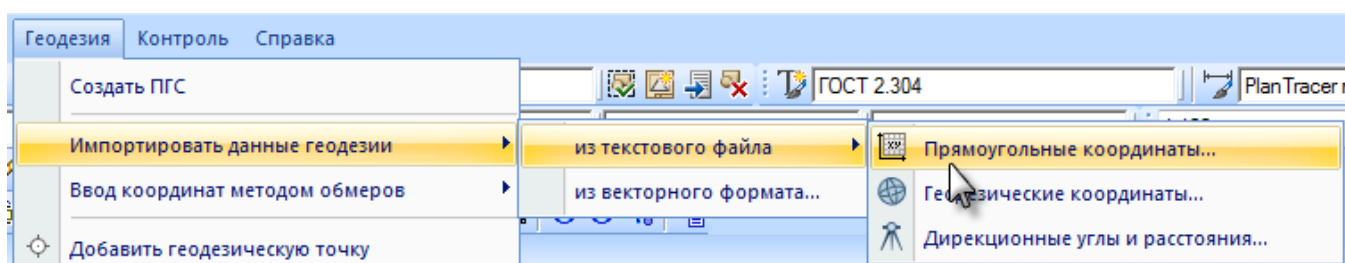 Геодезия Контроль Справка
Создать ПГС ГОСТ 2.304 PlanTracer
Импортировать данные геодезии из текстового файла Прямоугольные координаты...
Ввод координат методом обмеров из векторного формата... Геодезические координаты...
Добавить геодезическую точку Дирекционные углы и расстояния...